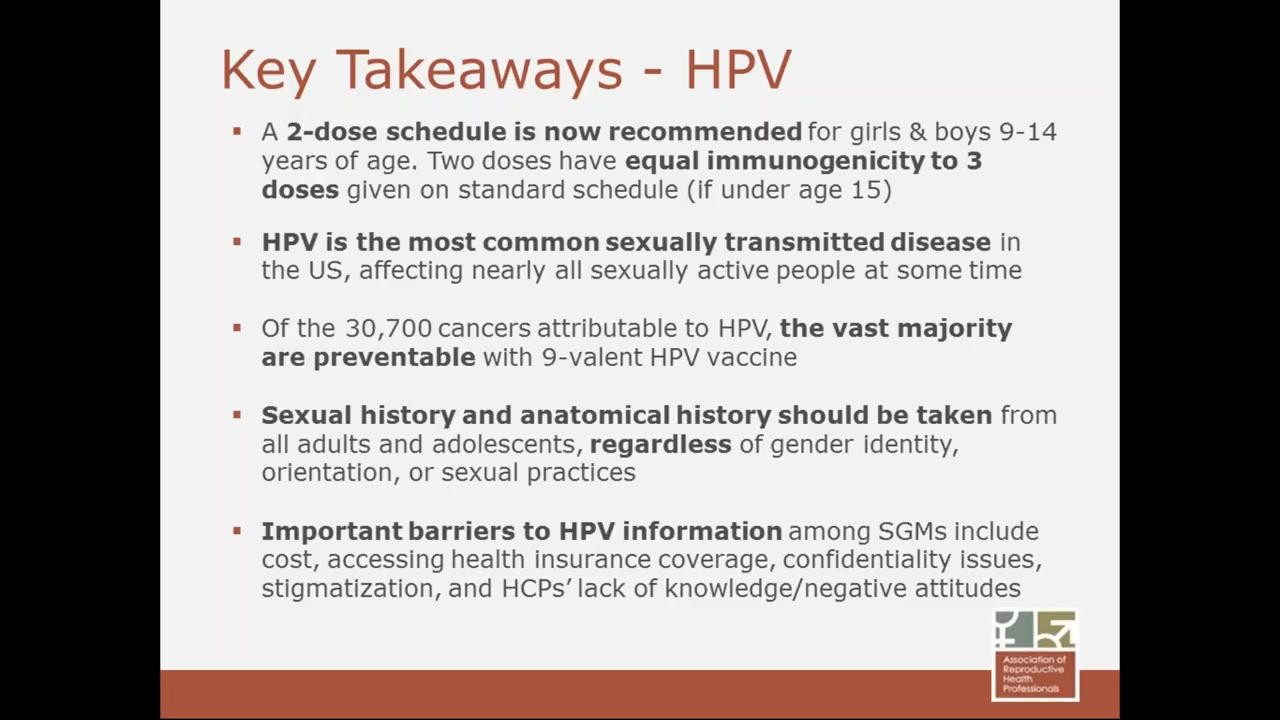 Key Takeaways - HPV
▪ A 2-dose schedule is now recommended for girls & boys 9-14
years of age. Two doses have equal immunogenicity to 3
doses given on standard schedule (if under age 15)
▪ HPV is the most common sexually transmitted disease in
the US, affecting nearly all sexually active people at some time
▪ Of the 30,700 cancers attributable to HPV, the vast majority
are preventable with 9-valent HPV vaccine
▪ Sexual history and anatomical history should be taken from
all adults and adolescents, regardless of gender identity,
orientation, or sexual practices
▪ Important barriers to HPV information among SGMs include
cost, accessing health insurance coverage, confidentiality issues,
stigmatization, and HCPs’ lack of knowledge/negative attitudes
Association of
Reproductive
Health
Professionals